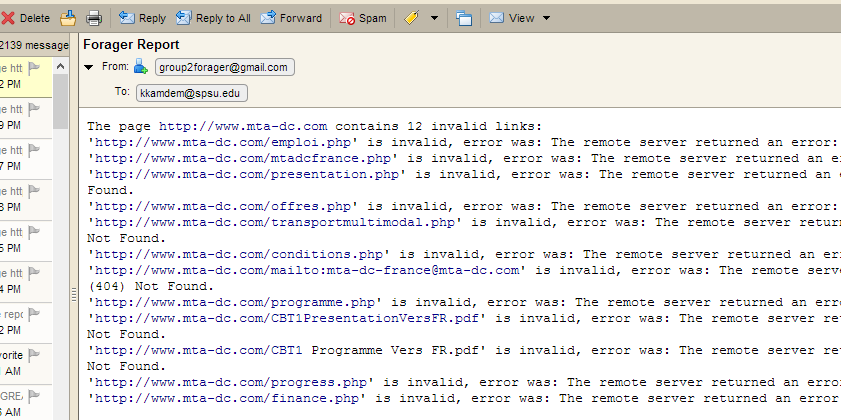 Delete Reply Reply to All Forward Spam View
2139 message
Forager Report
From: group2forager@gmail.com
To: kkamdem@spsu.edu
ge htt
2 PM
ge htt
9 PM
ge htt
7 PM
ge htt
3 PM
ge htt
5 PM
ge htt
4 PM
e repo
2 PM
avorite
1 AM
GREA
6 AM
The page http://www.mta-dc.com contains 12 invalid links:
'http://www.mta-dc.com/emploi.php' is invalid, error was: The remote server returned an error:
'http://www.mta-dc.com/mtadcfrance.php' is invalid, error was: The remote server returned an er
'http://www.mta-dc.com/presentation.php' is invalid, error was: The remote server returned an e
Found.
'http://www.mta-dc.com/offres.php' is invalid, error was: The remote server returned an error:
'http://www.mta-dc.com/transportmultimodal.php' is invalid, error was: The remote server return
Not Found.
'http://www.mta-dc.com/conditions.php' is invalid, error was: The remote server returned an err
'http://www.mta-dc.com/mailto:mta-dc-france@mta-dc.com' is invalid, error was: The remote serve
(404) Not Found.
'http://www.mta-dc.com/programme.php' is invalid, error was: The remote server returned an erro
'http://www.mta-dc.com/CBT1PresentationVersFR.pdf' is invalid, error was: The remote server ret
Not Found.
'http://www.mta-dc.com/CBT1 Programme Vers FR.pdf' is invalid, error was: The remote server ret
Not Found.
'http://www.mta-dc.com/progress.php' is invalid, error was: The remote server returned an error
'http://www.mta-dc.com/finance.php' is invalid, error was: The remote server returned an error: